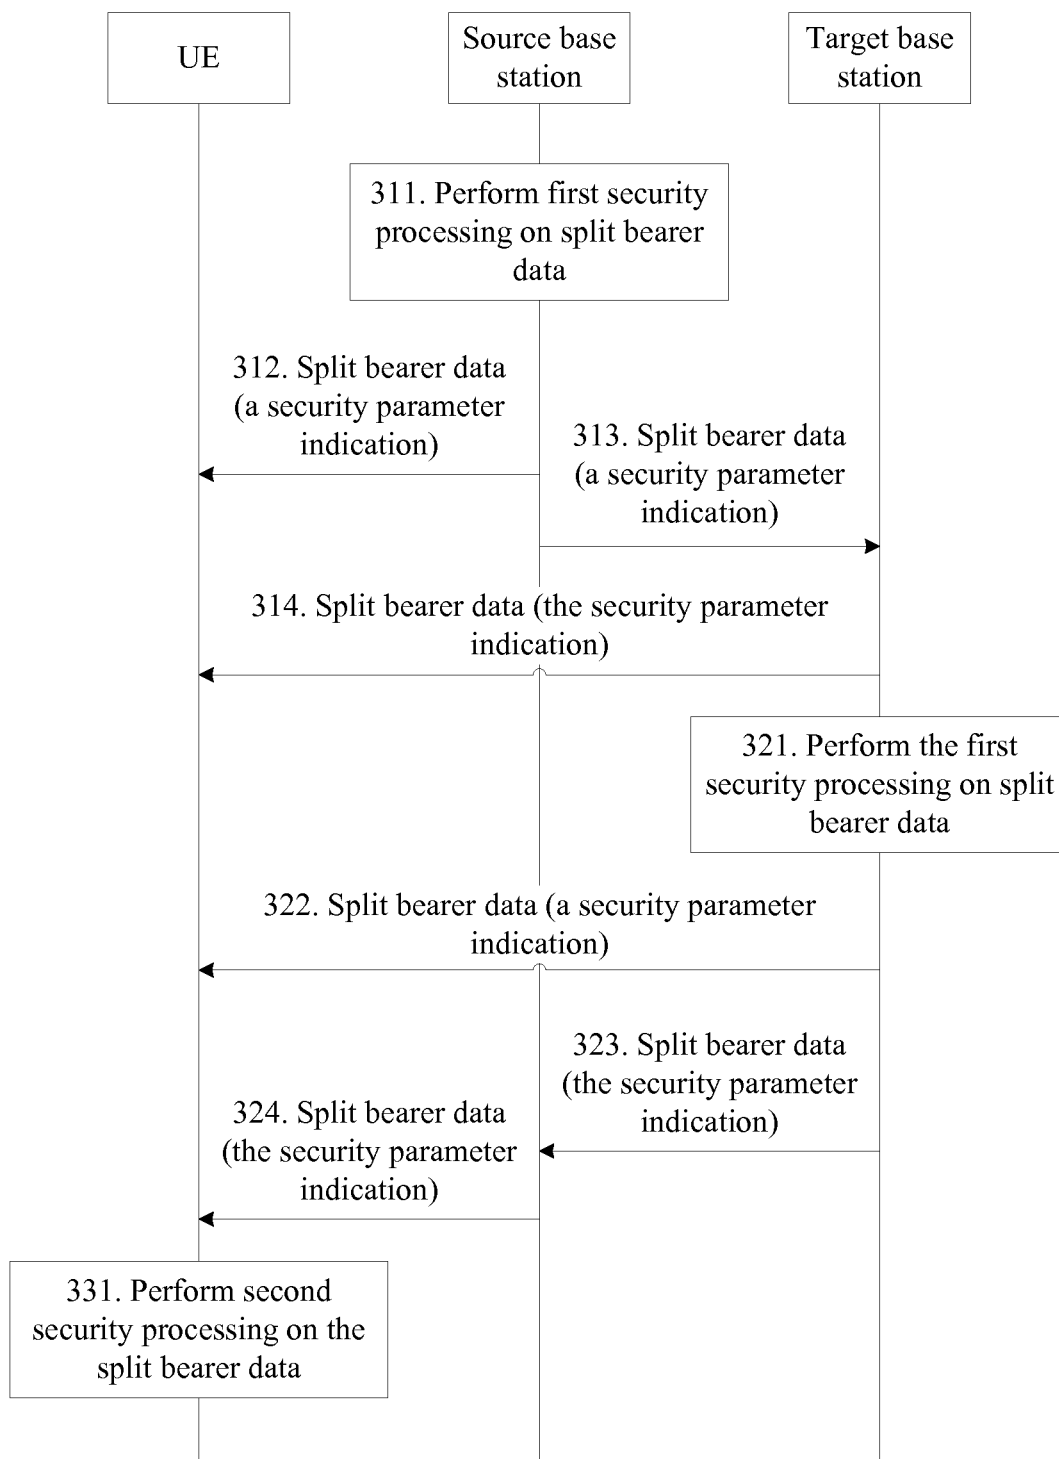 UE
Source base
station
Target base
station
311. Perform first security
processing on split bearer
data
312. Split bearer data
(a security parameter
indication)
313. Split bearer data
(a security parameter
indication)
314. Split bearer data (the security parameter
indication)
321. Perform the first
security processing on split
bearer data
322. Split bearer data (a security parameter
indication)
323. Split bearer data
(the security parameter
indication)
324. Split bearer data
(the security parameter
indication)
331. Perform second
security processing on the
split bearer data